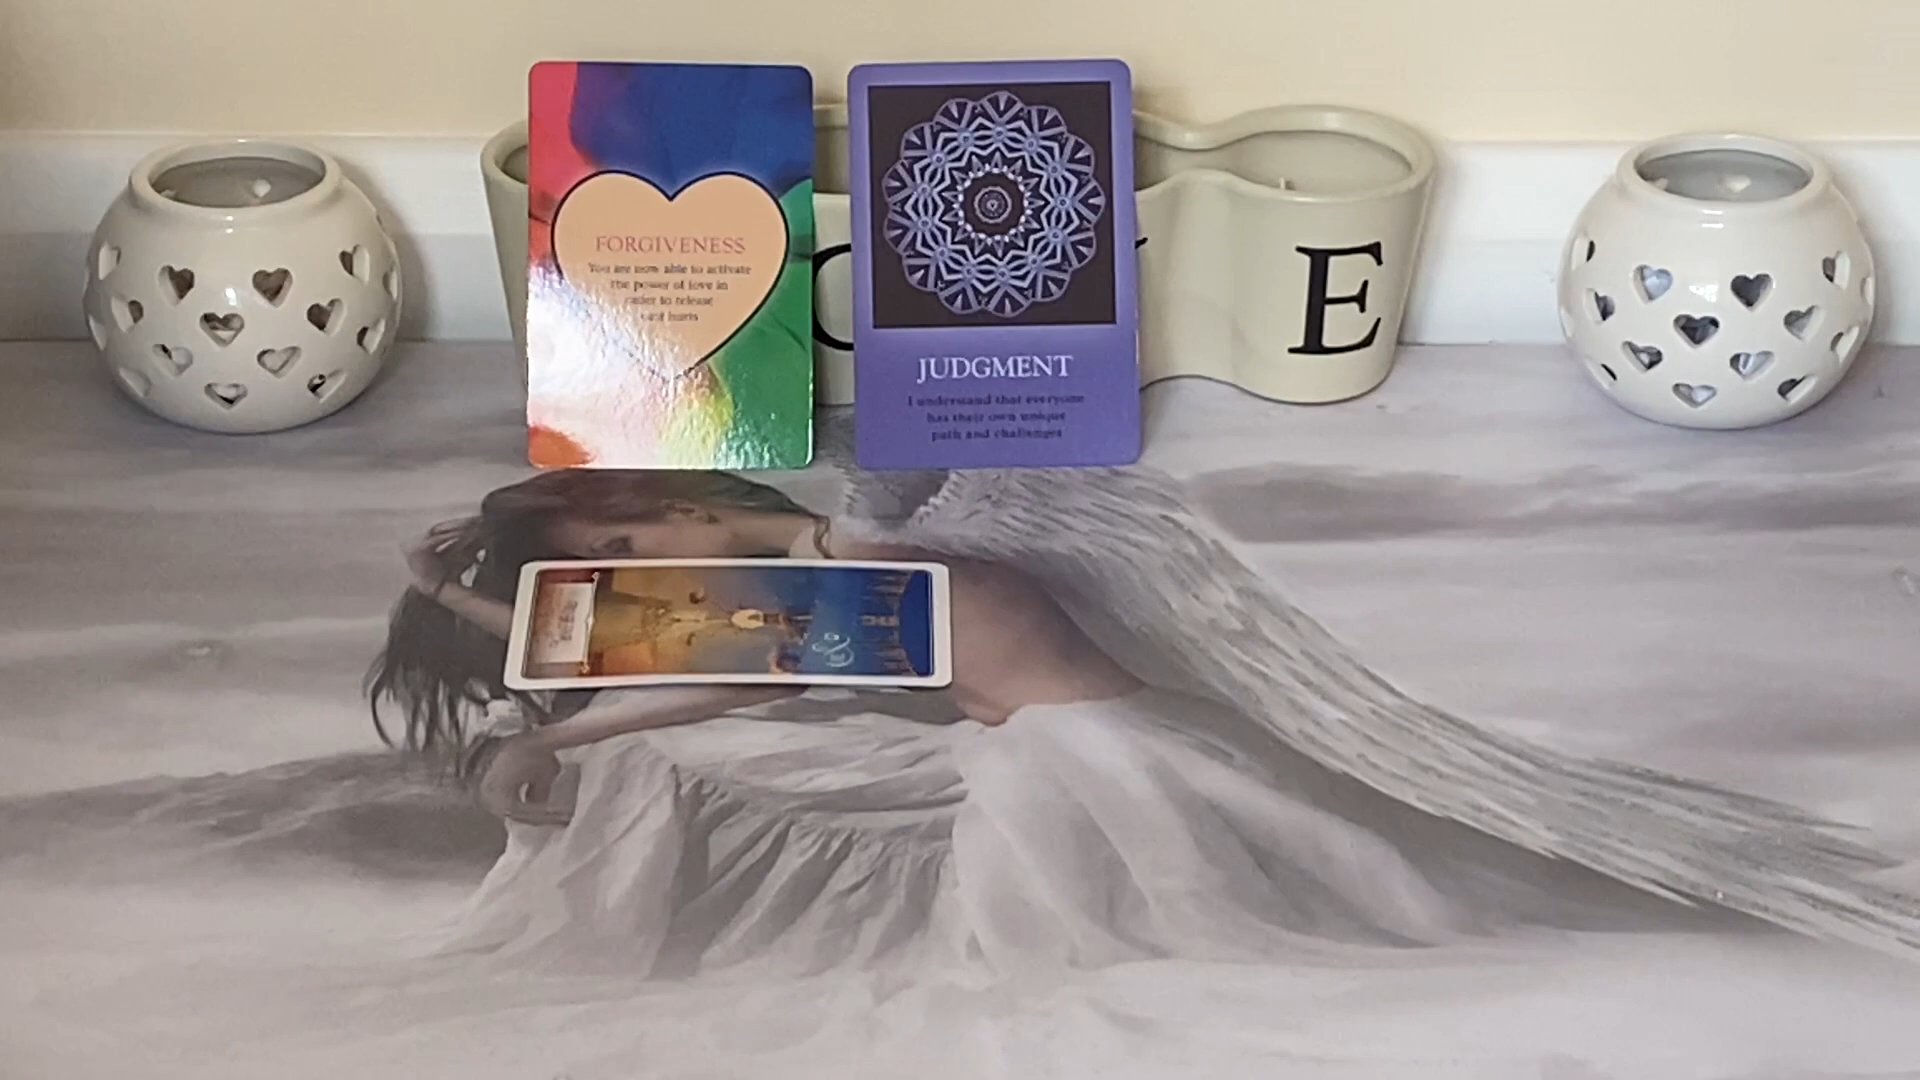 FORGIVENESS
You are now able to activate
the power of love in
order to release
past hurts
JUDGMENT
I understand that everyone
has their own unique
path and challenges
E